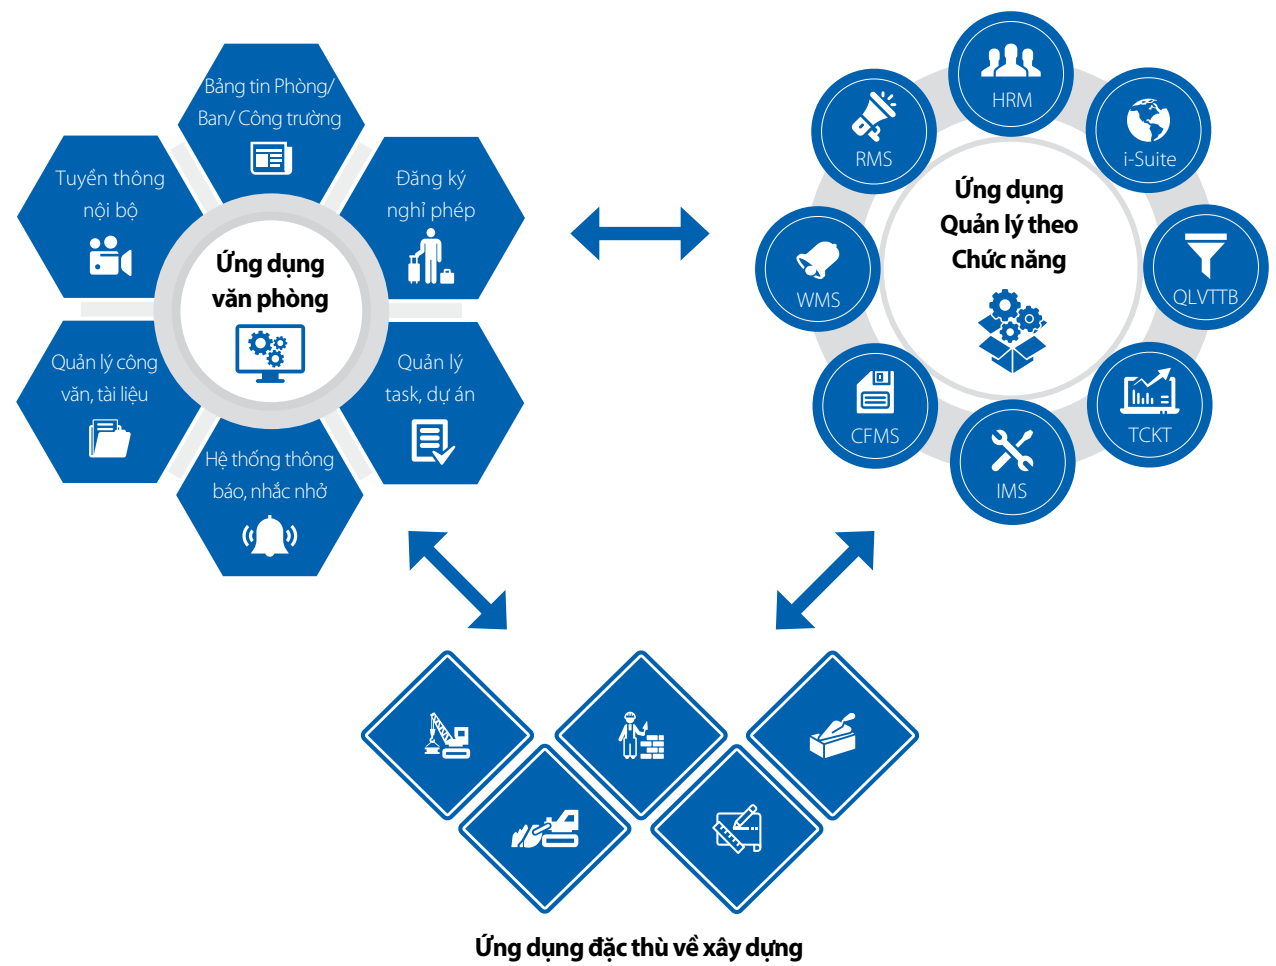 Bảng tin Phòng/
Ban/ Công trường
Tuyền thông
nội bộ
Đăng ký
nghỉ phép
Ứng dụng
văn phòng
Quản lý công
văn, tài liệu
Quản lý
task, dự án
Hệ thống thông
báo, nhắc nhở
HRM
RMS
i-Suite
Ứng dụng
Quản lý theo
Chức năng
WMS
QLVTTB
CFMS
TCKT
IMS
Ứng dụng đặc thù về xây dựng